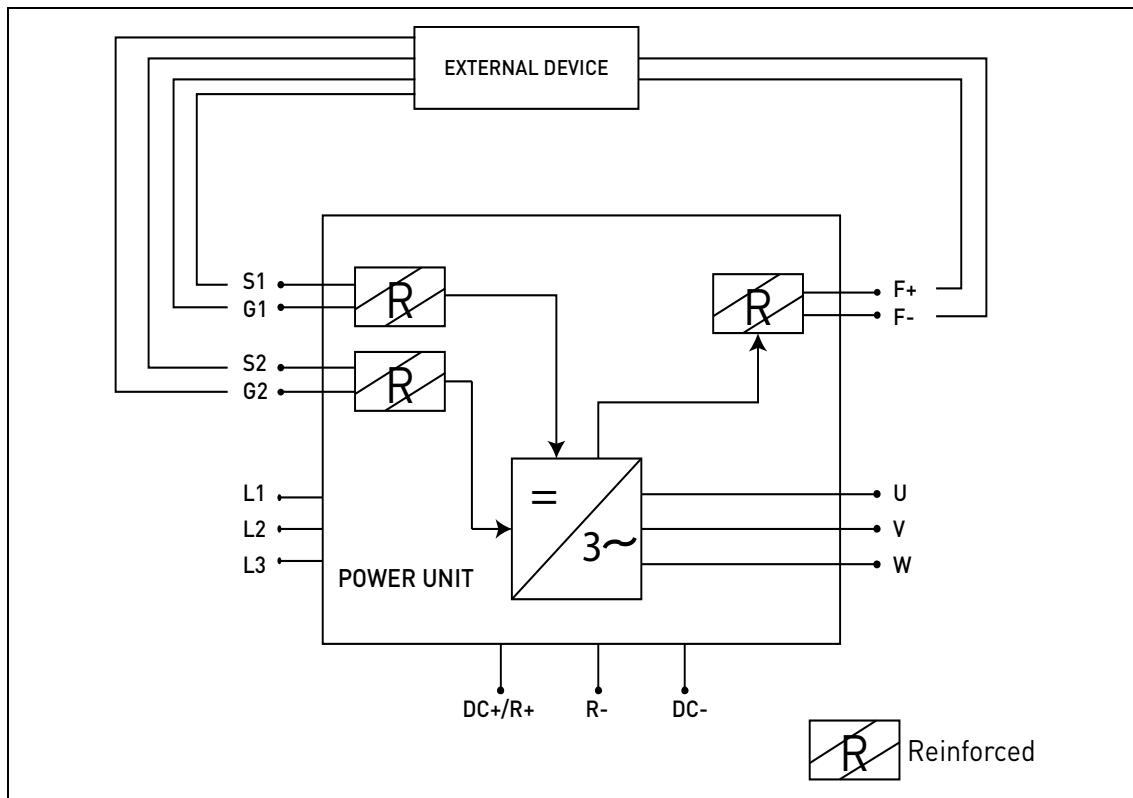 EXTERNAL DEVICE
S1
G1
S2
G2
R
R
R
F+
F-
L1
L2
L3
=
3~
U
V
W
POWER UNIT
DC+/R+
R-
DC-
R
Reinforced